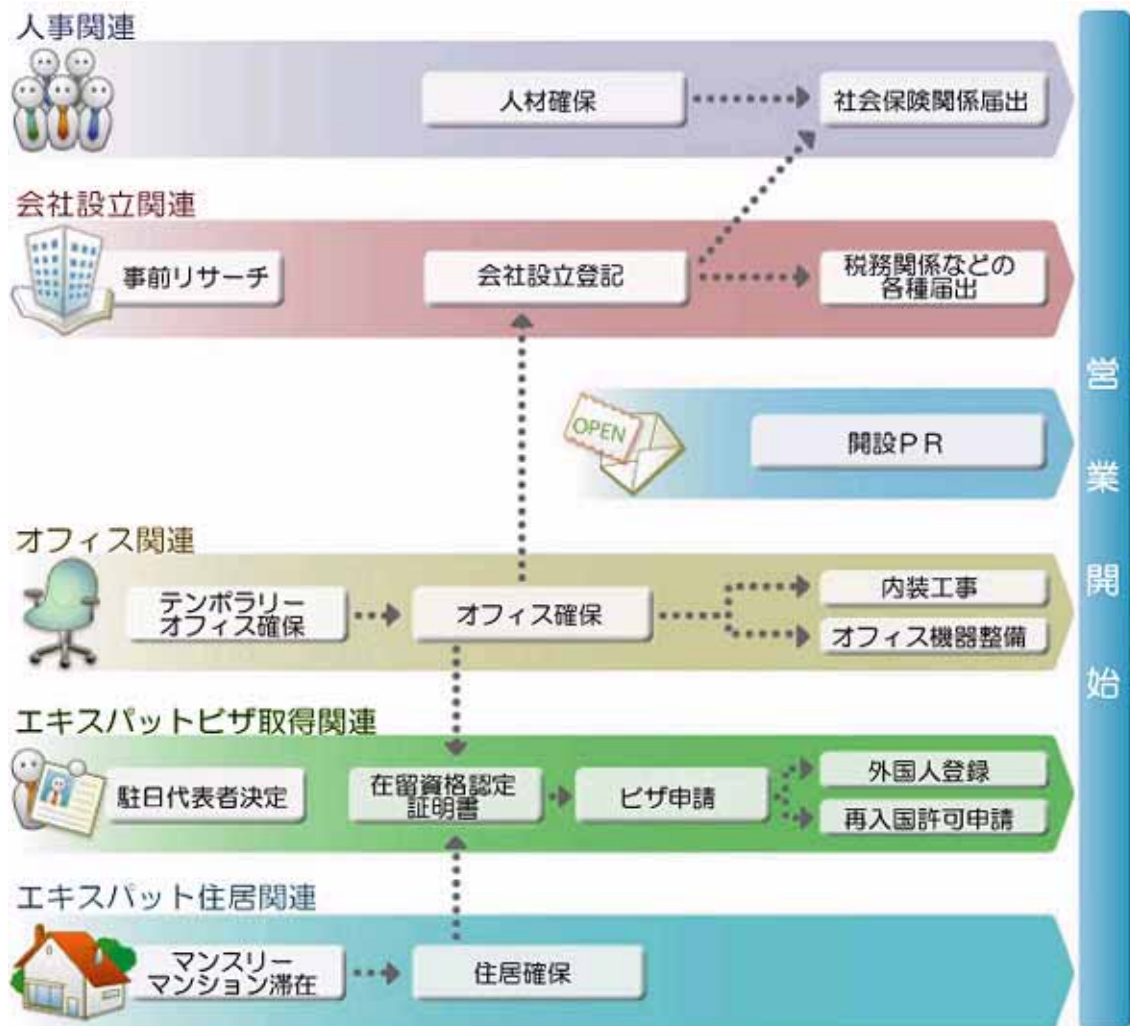 人事関連
人材確保
社会保険関係届出
会社設立関連
事前リサーチ
会社設立登記
税務関係などの
各種届出
OPEN
開設PR
オフィス関連
テンポラリー
オフィス確保
オフィス確保
内装工事
オフィス機器整備
エキスパットビザ取得関連
駐日代表者決定
在留資格認定
証明書
ビザ申請
外国人登録
再入国許可申請
エキスパット住居関連
マンスリー
マンション滞在
住居確保
営業開始